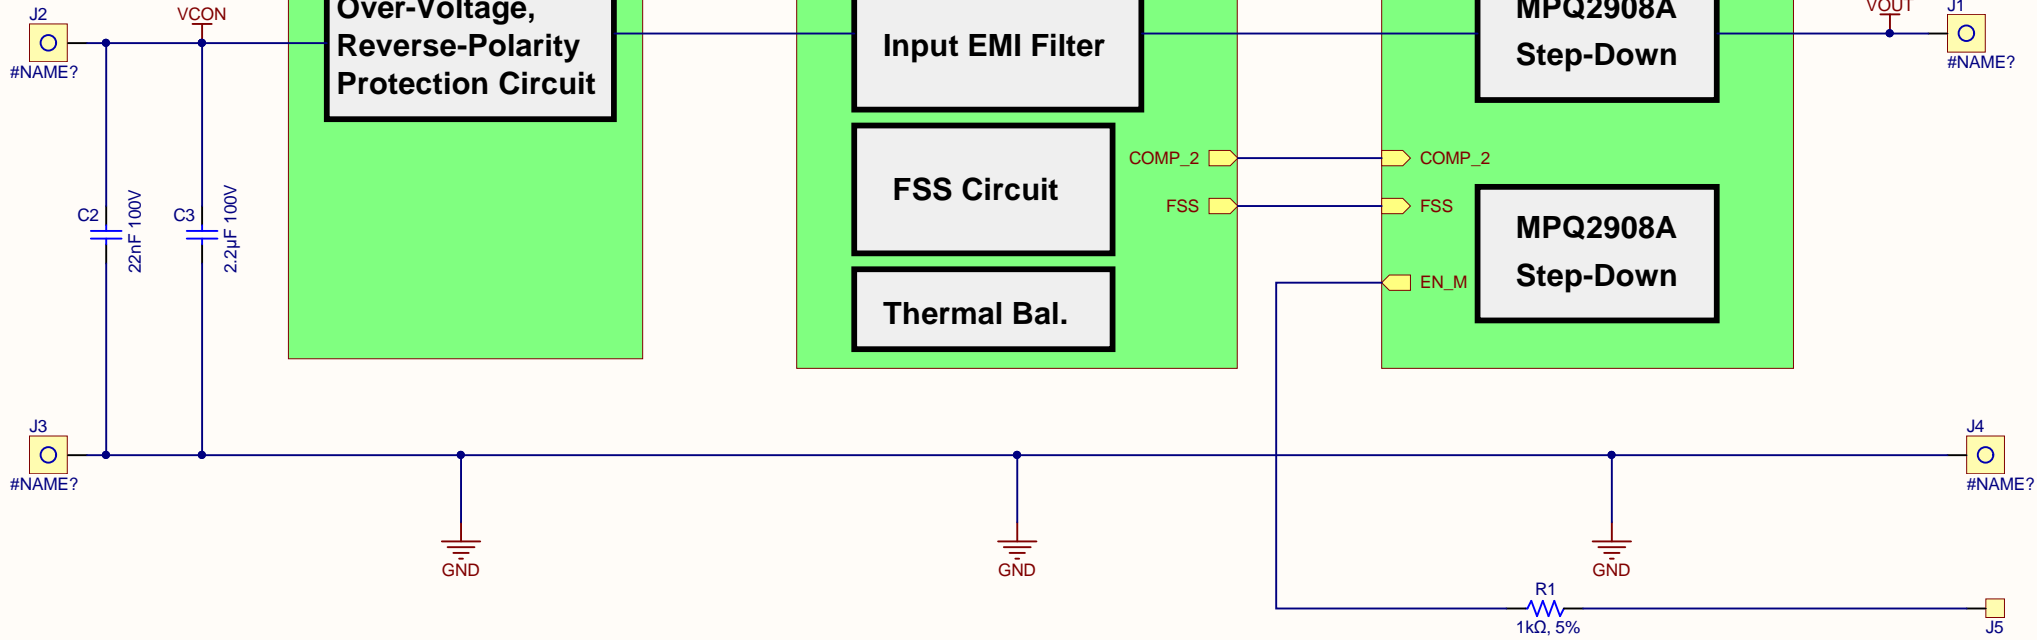 J2
VCON
#NAME?
Over-Voltage,
Reverse-Polarity
Protection Circuit
Input EMI Filter
MPQ2908A
Step-Down
VOUT
J1
#NAME?
FSS Circuit
COMP_2
COMP_2
FSS
FSS
C2
22nF 100V
C3
2.2µF 100V
MPQ2908A
Step-Down
EN_M
Thermal Bal.
J3
#NAME?
J4
#NAME?
GND
GND
GND
R1
1kΩ, 5%
J5